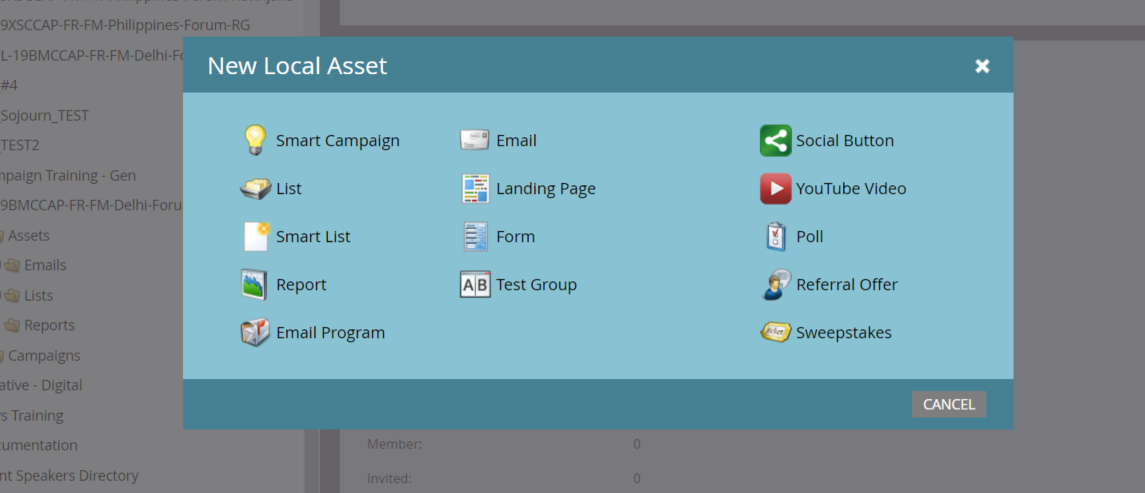 9XSCCAP-FR-FM-Philippines-Forum-RG
L-19BMCCAP-FR-FM-Delhi-Fo
#4
Sojourn_TEST
TEST2
mpaign Training - Gen
9BMCCAP-FR-FM-Delhi-Foru
Assets
Emails
Lists
Reports
Campaigns
ative - Digital
s Training
cumentation
nt Speakers Directory
New Local Asset
Smart Campaign
Email
Social Button
List
Landing Page
YouTube Video
Smart List
Form
Poll
Report
A B Test Group
Referral Offer
Email Program
Sweepstakes
CANCEL
Member: 0
Invited: 0